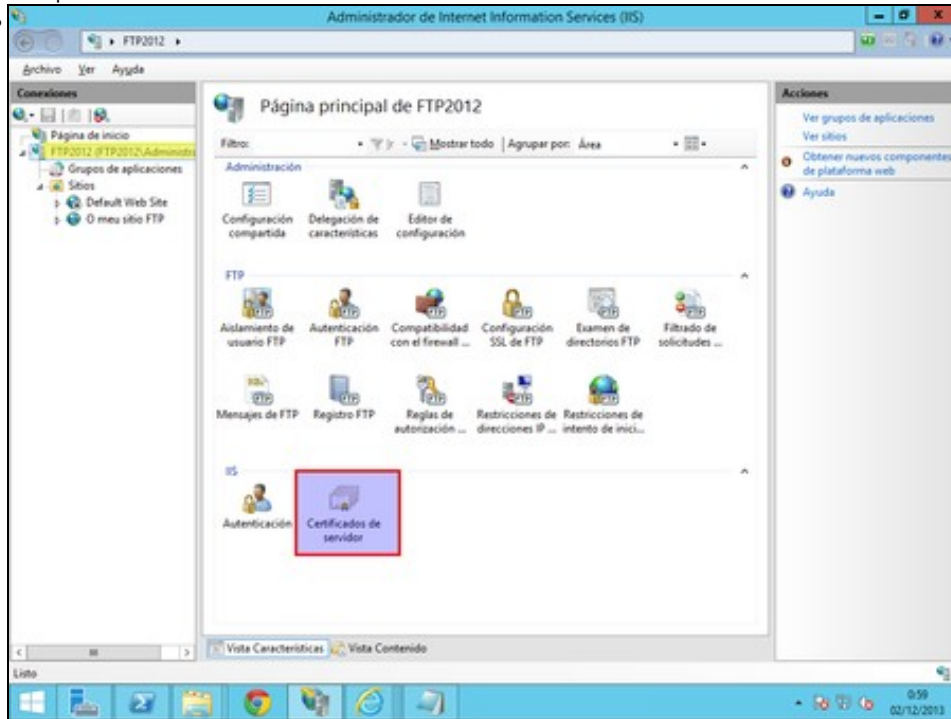 Administrador de Internet Information Services (IIS)
FTP2012
Archivo Ver Ayuda
Conexiones
Página de inicio
FTP2012 (FTP2012\Administra
Grupos de aplicaciones
Sitios
Default Web Site
O meu sitio FTP
Página principal de FTP2012
Filtro: Mostrar todo Agrupar por: Área
Administración
Configuración compartida
Delegación de características
Editor de configuración
FTP
Aislamiento de usuario FTP
Autenticación FTP
Compatibilidad con el firewall ...
Configuración SSL de FTP
Examen de directorios FTP
Filtrado de solicitudes ...
Mensajes de FTP
Registro FTP
Reglas de autorización ...
Restricciones de direcciones IP ...
Restricciones de intento de inici...
IIS
Autenticación
Certificados de servidor
Vista Características
Vista Contenido
Acciones
Ver grupos de aplicaciones
Ver sitios
Obtener nuevos componentes
de plataforma web
Ayuda
Listo
0:59
02/12/2013